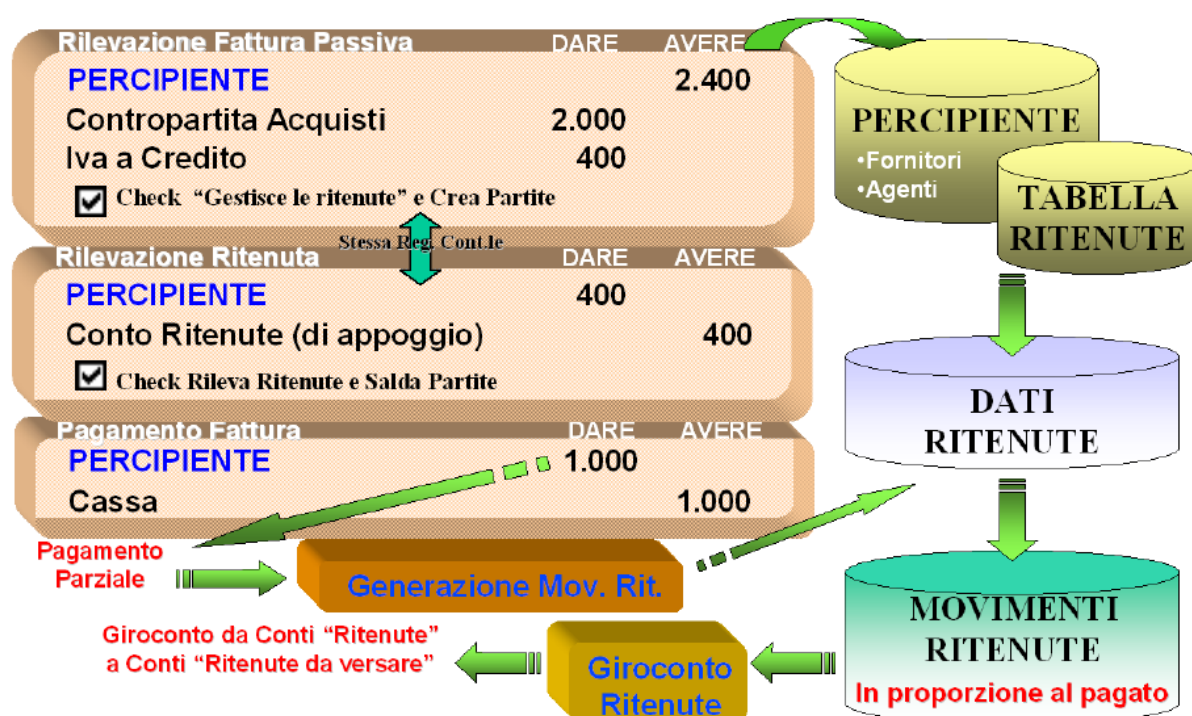 Rilevazione Fattura Passiva DARE AVERE
PERCIPIENTE 2.400
Contropartita Acquisti 2.000
Iva a Credito 400
Check “Gestisce le ritenute” e Crea Partite
Stessa Reg. Cont.le
Rilevazione Ritenuta DARE AVERE
PERCIPIENTE 400
Conto Ritenute (di appoggio) 400
Check Rileva Ritenute e Salda Partite
Pagamento Fattura DARE AVERE
PERCIPIENTE 1.000
Cassa 1.000
Pagamento
Parziale
Generazione Mov. Rit.
Giroconto da Conti “Ritenute”
a Conti “Ritenute da versare”
Giroconto
Ritenute
PERCIPIENTE
•Fornitori
•Agenti
TABELLA
RITENUTE
DATI
RITENUTE
MOVIMENTI
RITENUTE
In proporzione al pagato